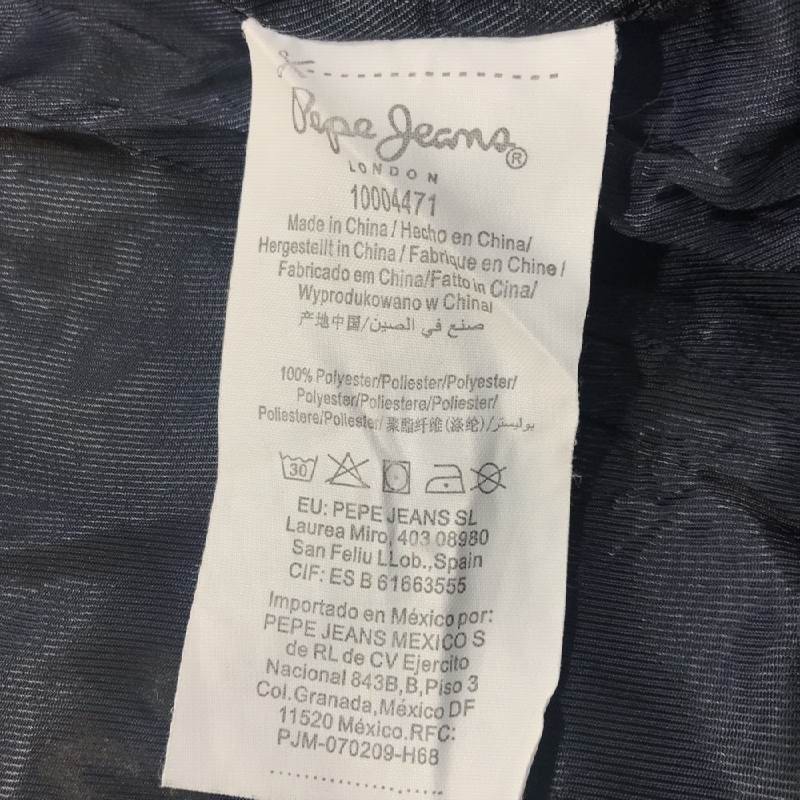 Pepe Jeans®
LONDON
10004471
Made in China / Hecho en China/
Hergestellt in China / Fabrique en Chine /
Fabricado em China/Fatto in Cina/
Wyprodukowano w Chinal
产地中国/صنع في الصين
100% Polyester/Poliester/Polyester/
Polyester/Poliestere/Poliester/
Poliestere/Poliester/ 聚酯纤维(涤纶)/بوليستر
30
EU: PEPE JEANS SL
Laurea Miro, 403 08980
San Feliu LLob.,Spain
CIF: ES B 61663555
Importado en México por:
PEPE JEANS MEXICO S
de RL de CV Ejercito
Nacional 843B,B,Piso 3
Col.Granada,México DF
11520 México.RFC:
PJM-070209-H68